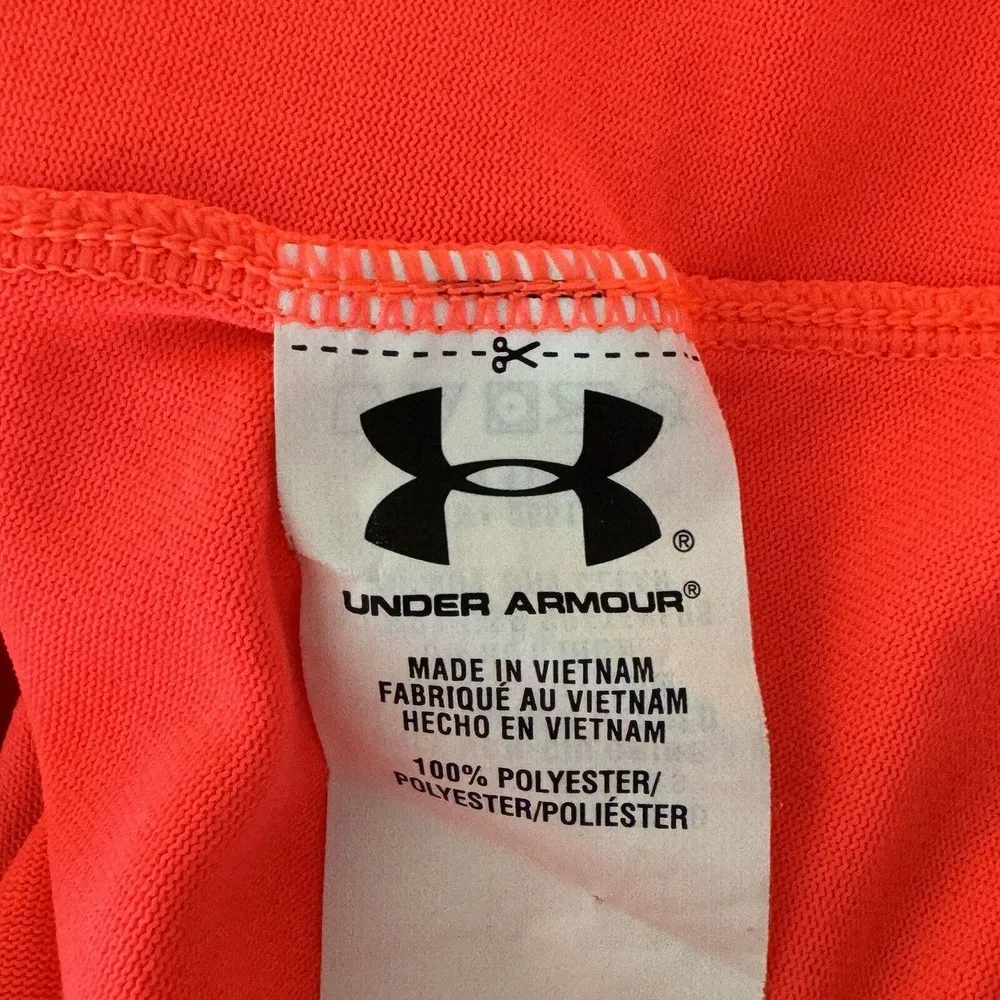 ®
UNDER ARMOUR®
MADE IN VIETNAM
FABRIQUÉ AU VIETNAM
HECHO EN VIETNAM
100% POLYESTER/
POLYESTER/POLIÉSTER